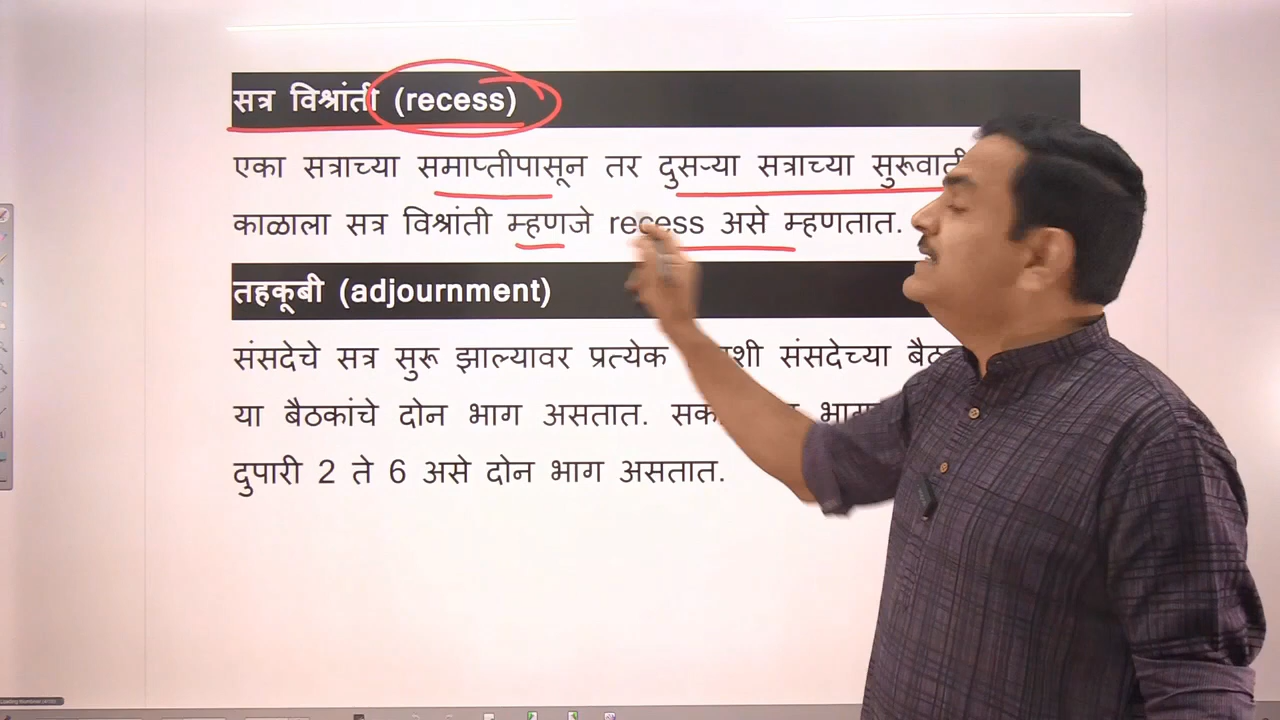 सत्र विश्रांती (recess)
एका सत्राच्या समाप्तीपासून तर दुसऱ्या सत्राच्या
काळाला सत्र विश्रांती म्हणजे recess असे म्हणतात.
तहकूबी (adjournment)
संसदेचे सत्र सुरू झाल्यावर प्रत्येक संसदेच्या
या बैठकांचे दोन भाग असतात.
दुपारी 2 ते 6 असे दोन भाग असतात.